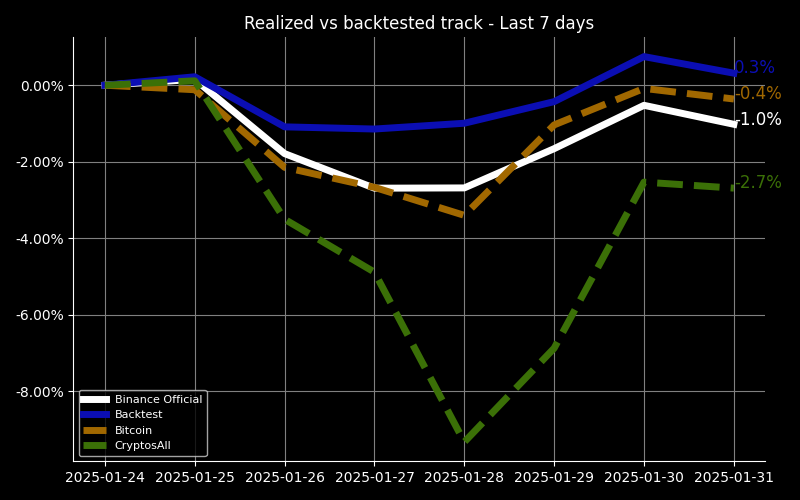 Realized vs backtested track - Last 7 days
0.00%
-2.00%
-4.00%
-6.00%
-8.00%
0.3%
-0.4%
-1.0%
-2.7%
Binance Official
Backtest
Bitcoin
CryptosAll
2025-01-24 2025-01-25 2025-01-26 2025-01-27 2025-01-28 2025-01-29 2025-01-30 2025-01-31